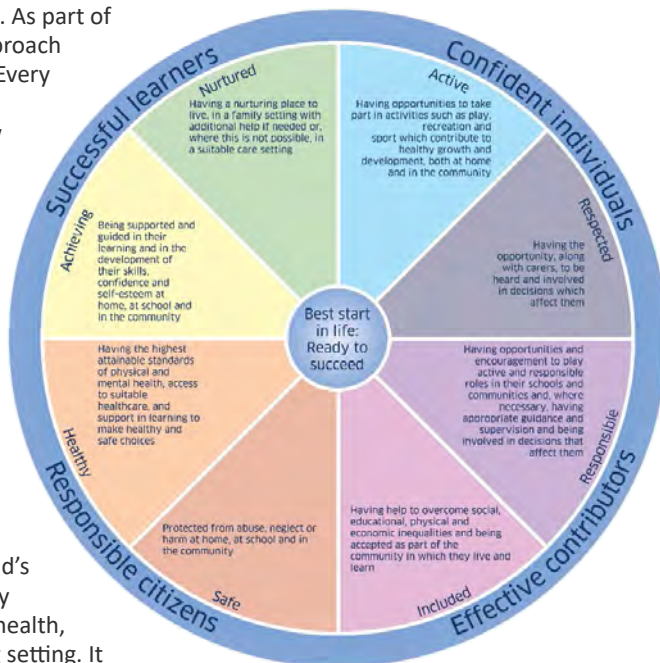 . As part of
proach
Every
Successful learners
Confident individuals
Nurtured
Having a nurturing place to
live, in a family setting with
additional help if needed or,
where this is not possible, in
a suitable care setting
Active
Having opportunities to take
part in activities such as play,
recreation and
sport which contribute to
healthy growth and
development, both at home
and in the community
Achieving
Being supported and
guided in their
learning and in the
development of
their skills,
confidence and
self-esteem at
home, at school and
in the community
Respected
Having the
opportunity, along
with carers, to be
heard and involved
in decisions which
affect them
Best start
in life:
Ready to
succeed
Healthy
Having the highest
attainable standards
of physical and
mental health, access
to suitable
healthcare, and
support in learning to
make healthy and
safe choices
Responsible
Having opportunities and
encouragement to play
active and responsible
roles in their schools and
communities and, where
necessary, having
appropriate guidance and
supervision and being
involved in decisions that
affect them
Safe
Protected from abuse, neglect or
harm at home, at school and in
the community
Included
Having help to overcome social,
educational, physical and
economic inequalities and being
accepted as part of the
community in which they live and
learn
Responsible citizens
Effective contributors
d's
y
health,
setting. It